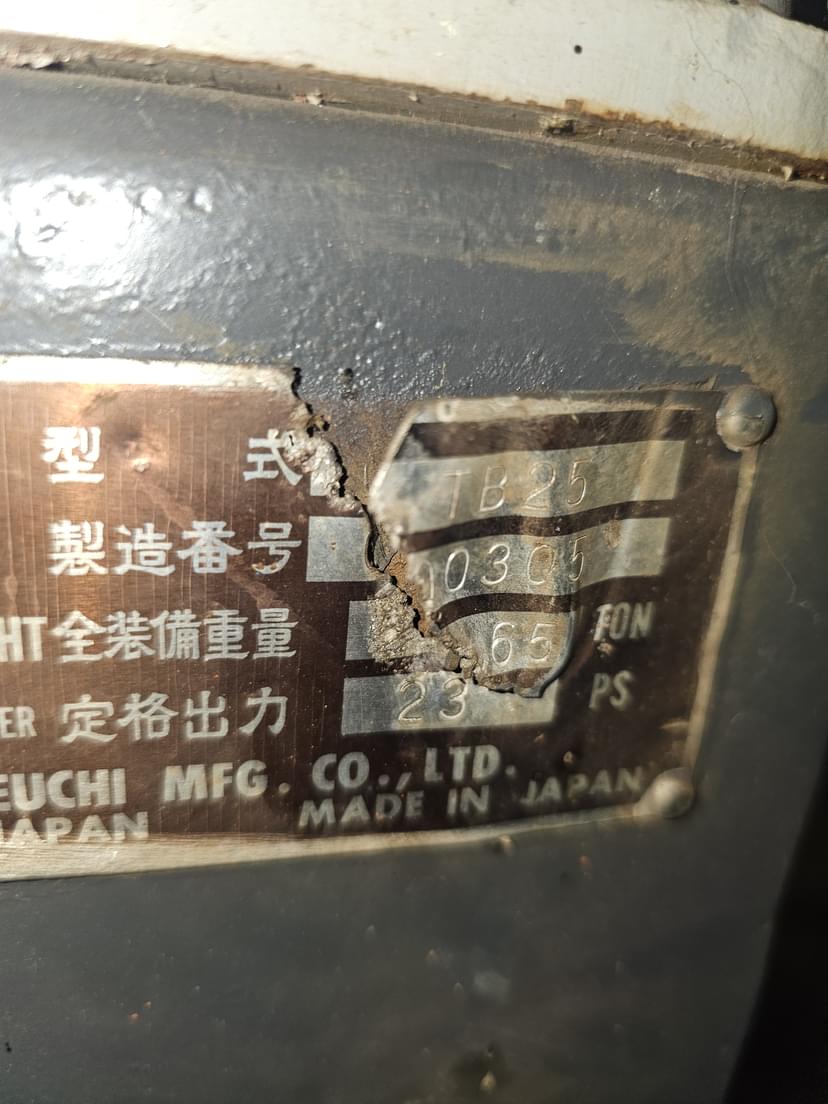 型式 TB25
製造番号 00305
HT 全装備重量 65 TON
ER 定格出力 23 PS
EUCHI MFG. CO., LTD.
JAPAN MADE IN JAPAN